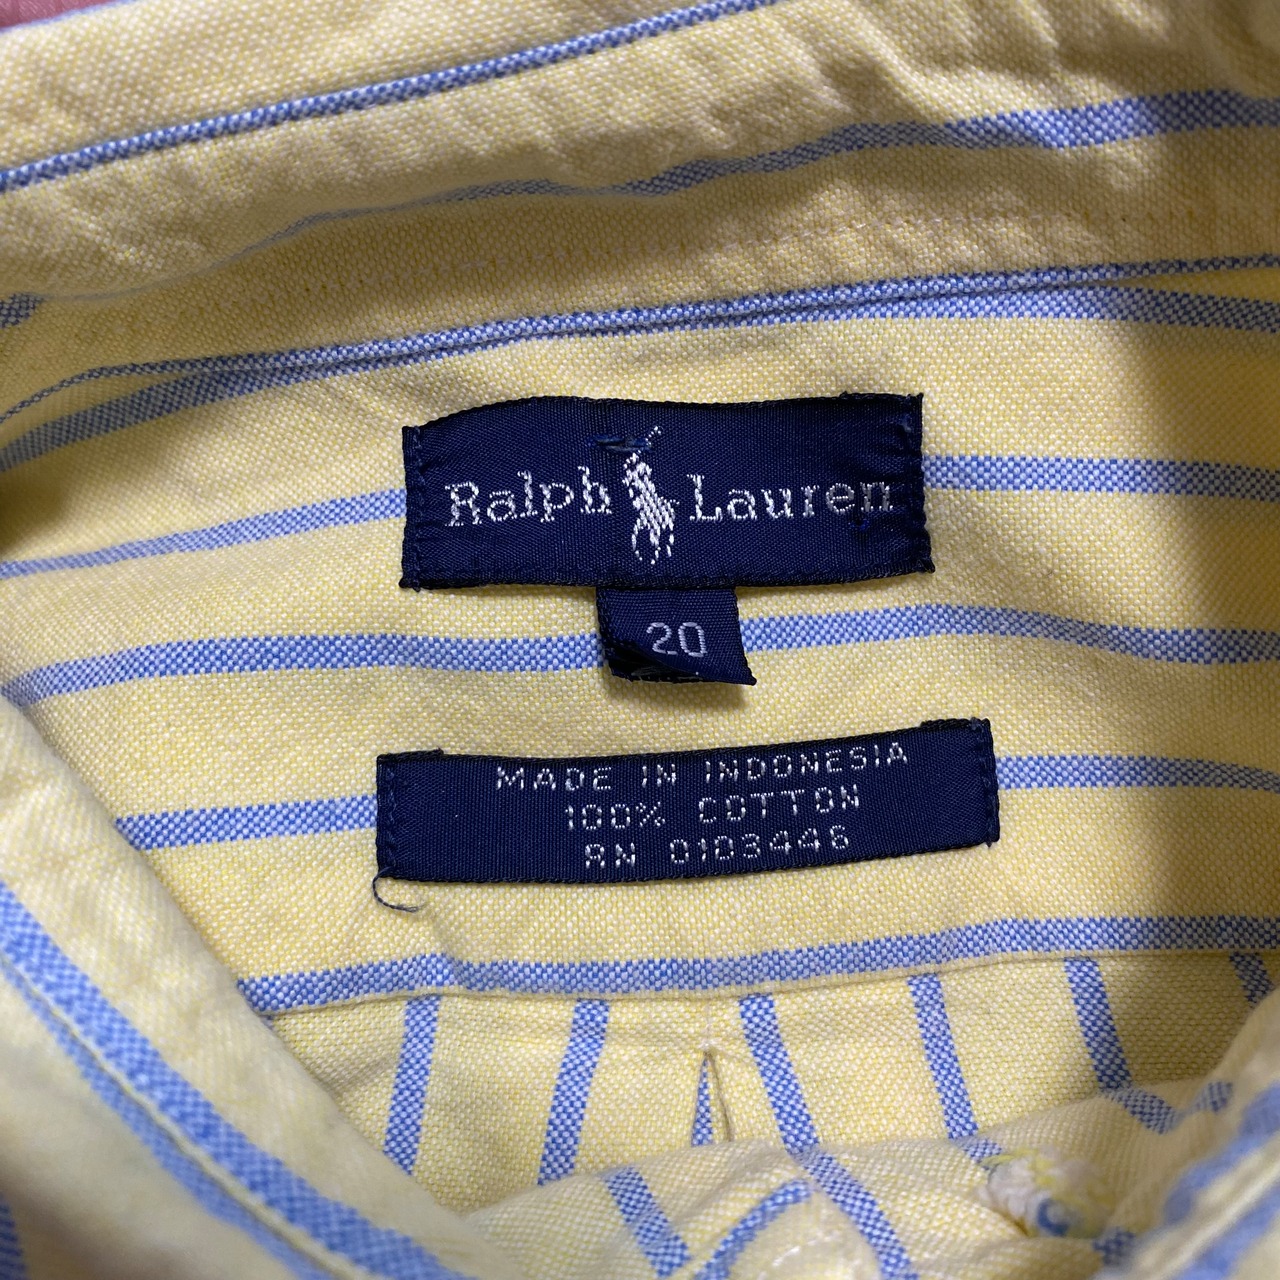 Ralph Lauren
20
MADE IN INDONESIA
100% COTTON
RN 0103446